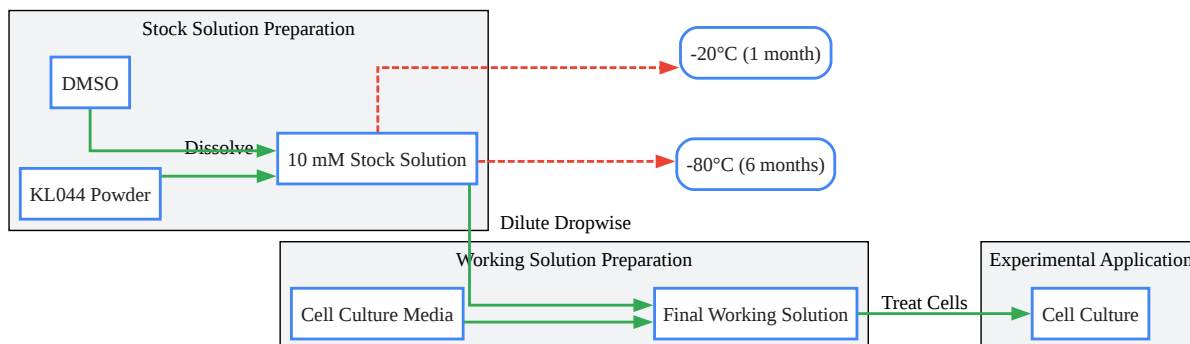 Stock Solution Preparation
DMSO
Dissolve
KL044 Powder
10 mM Stock Solution
-20°C (1 month)
-80°C (6 months)
Dilute Dropwise
Working Solution Preparation
Cell Culture Media
Final Working Solution
Treat Cells
Experimental Application
Cell Culture